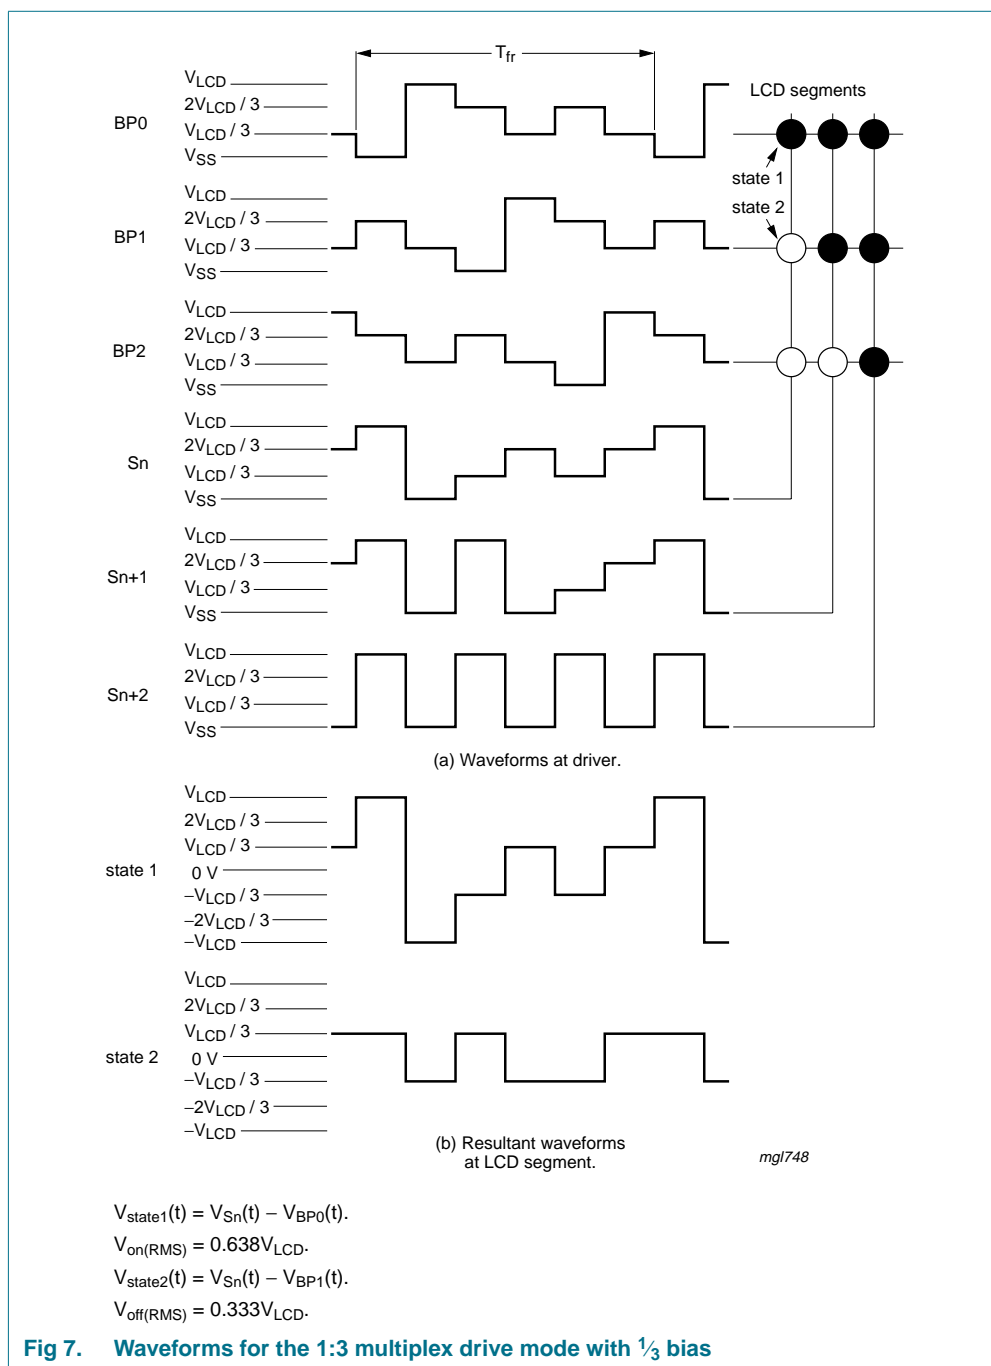 T_fr
BP0
V_LCD
2V_LCD / 3
V_LCD / 3
V_SS
LCD segments
state 1
state 2
BP1
V_LCD
2V_LCD / 3
V_LCD / 3
V_SS
BP2
V_LCD
2V_LCD / 3
V_LCD / 3
V_SS
Sn
V_LCD
2V_LCD / 3
V_LCD / 3
V_SS
Sn+1
V_LCD
2V_LCD / 3
V_LCD / 3
V_SS
Sn+2
V_LCD
2V_LCD / 3
V_LCD / 3
V_SS
(a) Waveforms at driver.
state 1
V_LCD
2V_LCD / 3
V_LCD / 3
0 V
−V_LCD / 3
−2V_LCD / 3
−V_LCD
state 2
V_LCD
2V_LCD / 3
V_LCD / 3
0 V
−V_LCD / 3
−2V_LCD / 3
−V_LCD
(b) Resultant waveforms
at LCD segment.
mgl748
V_state1(t) = V_Sn(t) − V_BP0(t).
V_on(RMS) = 0.638V_LCD.
V_state2(t) = V_Sn(t) − V_BP1(t).
V_off(RMS) = 0.333V_LCD.
Fig 7. Waveforms for the 1:3 multiplex drive mode with 1⁄3 bias